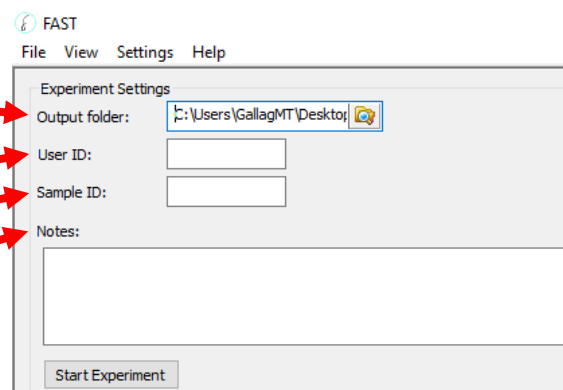 FAST
File View Settings Help
Experiment Settings
Output folder: C:\Users\GallagMT\Desktop
User ID:
Sample ID:
Notes:
Start Experiment